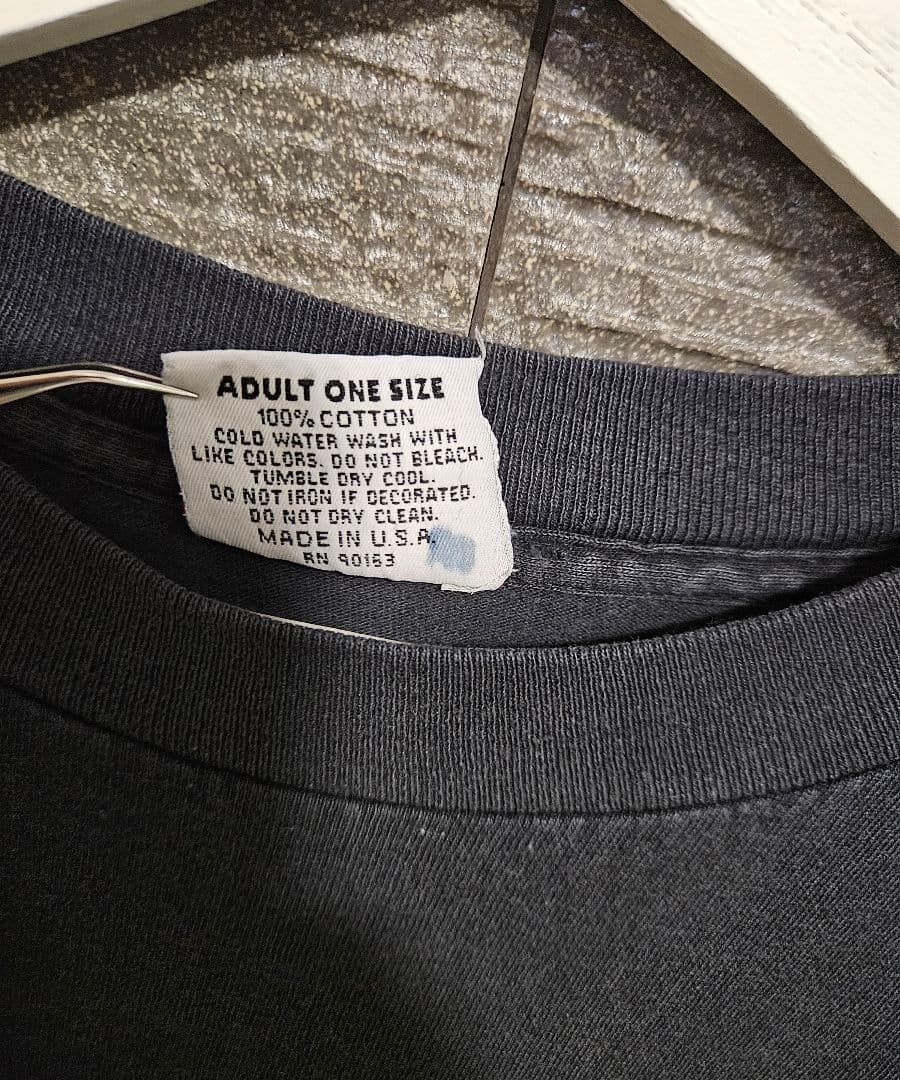 ADULT ONE SIZE
100% COTTON
COLD WATER WASH WITH
LIKE COLORS. DO NOT BLEACH.
TUMBLE DRY COOL.
DO NOT IRON IF DECORATED.
DO NOT DRY CLEAN.
MADE IN U.S.A.
RN 90163